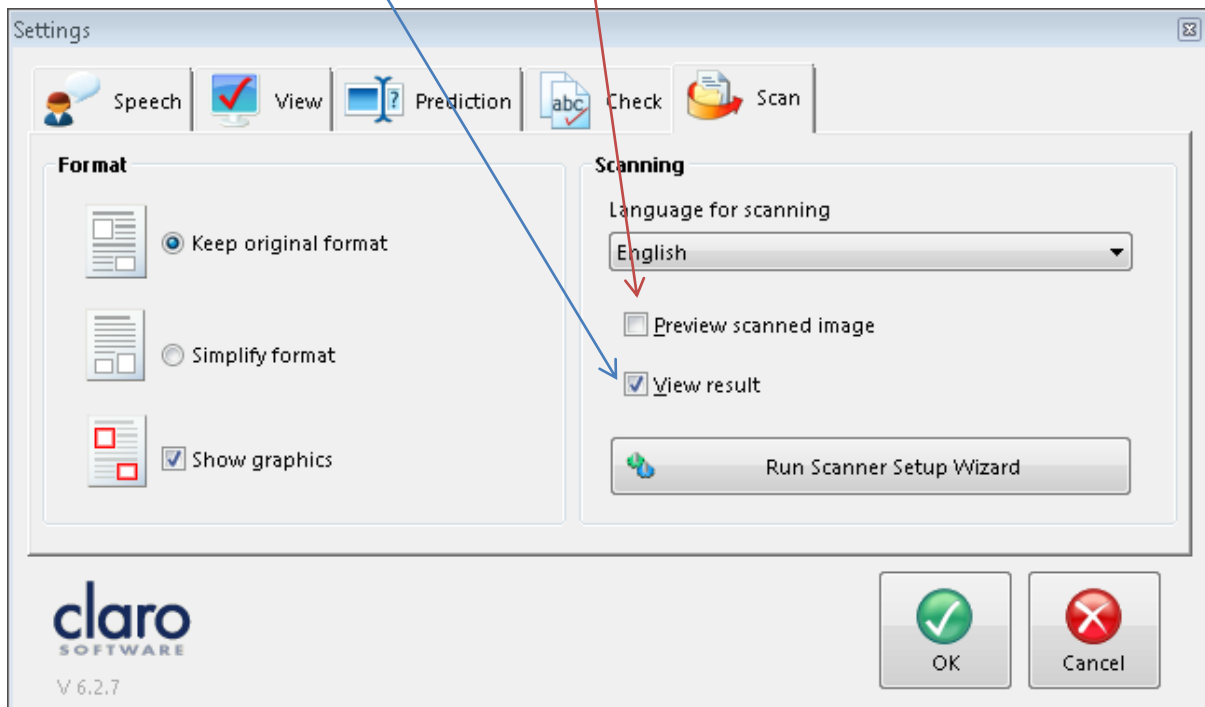 Settings
Speech
View
Prediction
Check
Scan
Format
Keep original format
Simplify format
Show graphics
Scanning
Language for scanning
English
Preview scanned image
View result
Run Scanner Setup Wizard
claro
SOFTWARE
V 6.2.7
OK
Cancel